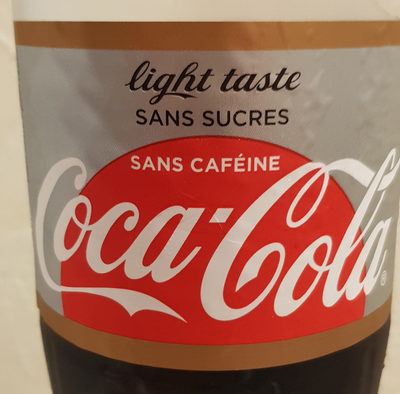 light taste
SANS SUCRES
SANS CAFÉINE
Coca-Cola®